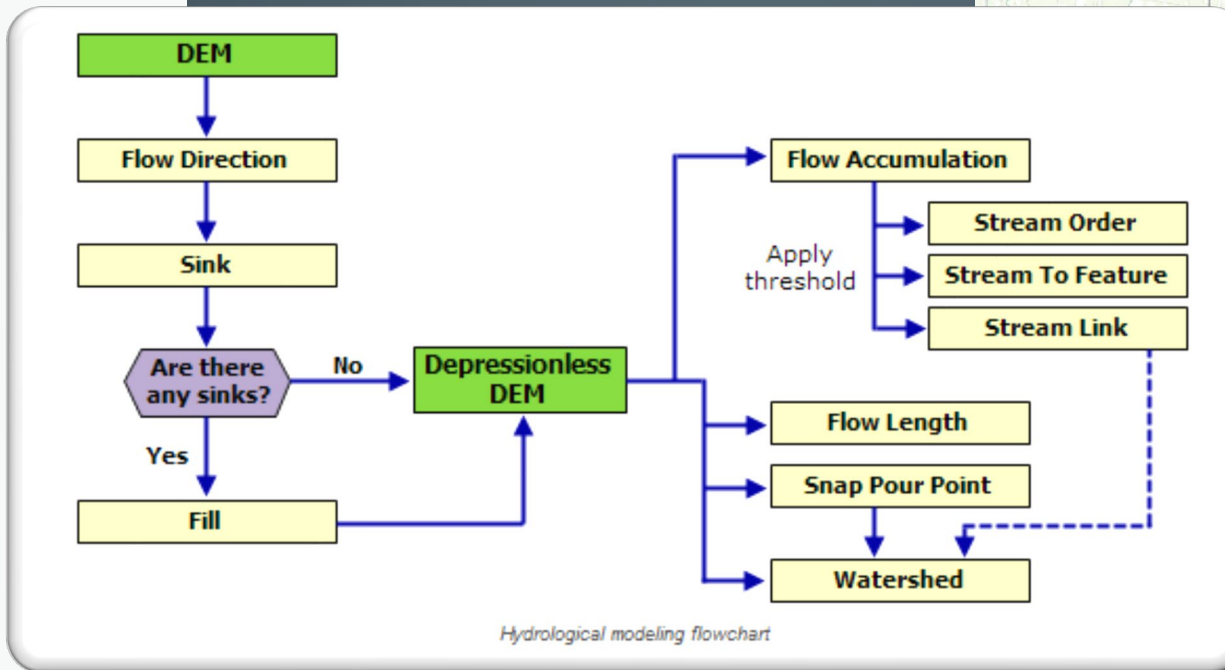 DEM
Flow Direction
Sink
Are there
any sinks?
No
Yes
Fill
Depressionless
DEM
Flow Accumulation
Apply
threshold
Stream Order
Stream To Feature
Stream Link
Flow Length
Snap Pour Point
Watershed
Hydrological modeling flowchart